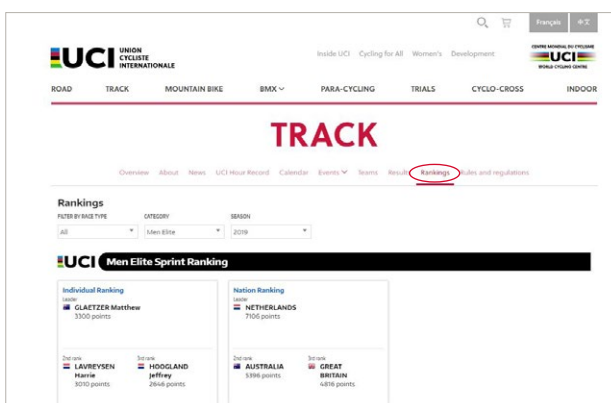 Français 中文
UCI UNION CYCLISTE INTERNATIONALE
Inside UCI Cycling for All Women's Development
CENTRE MONDIAL DU CYCLISME
UCI
WORLD CYCLING CENTRE
ROAD TRACK MOUNTAIN BIKE BMX PARA-CYCLING TRIALS CYCLO-CROSS INDOOR
TRACK
Overview About News UCI Hour Record Calendar Events Teams Results Rankings Rules and regulations
Rankings
FILTER BY RACE TYPE CATEGORY SEASON
All Men Elite 2019
UCI Men Elite Sprint Ranking
Individual Ranking Nation Ranking
Leader Leader
GLAETZER Matthew NETHERLANDS
3300 points 7106 points
2nd rank 3rd rank 2nd rank 3rd rank
LAVREYSEN HOOGLAND AUSTRALIA GREAT
Harrie Jeffrey 5396 points BRITAIN
3010 points 2646 points 4816 points